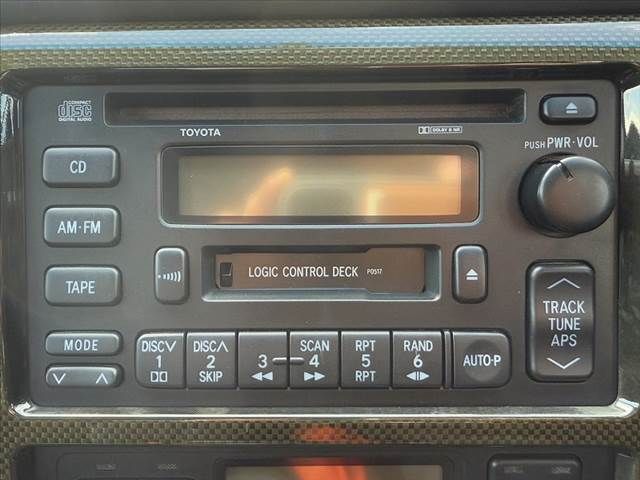 COMPACT
disc
DIGITAL AUDIO
TOYOTA
DOLBY B NR
PUSH PWR·VOL
CD
AM·FM
TAPE
LOGIC CONTROL DECK P0517
TRACK
TUNE
APS
MODE
DISC 1
DISC 2 SKIP
3
SCAN 4
RPT 5 RPT
RAND 6
AUTO·P